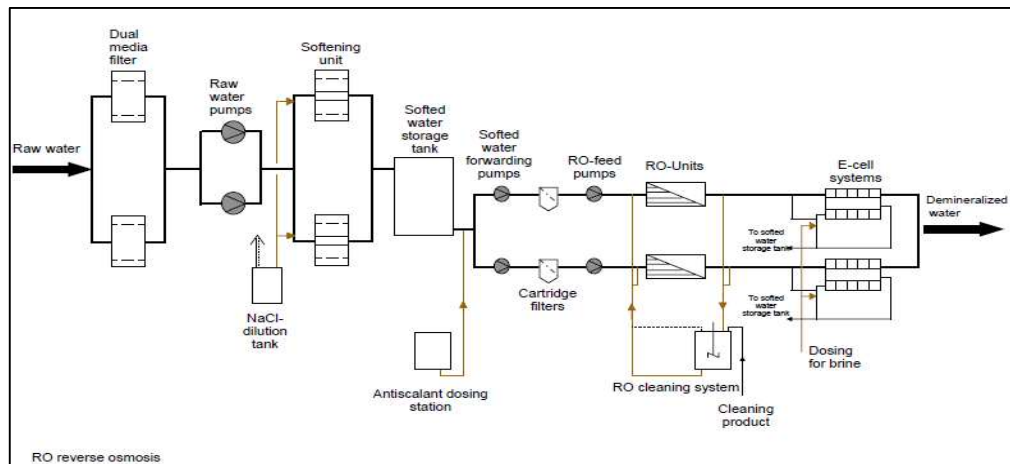 Dual
media
filter
Raw
water
pumps
Softening
unit
Softed
water
storage
tank
Softed
water
forwarding
pumps
RO-feed
pumps
RO-Units
E-cell
systems
Raw water
Demineralized
water
To softed
water
storage tank
To softed
water
storage tank
Cartridge
filters
NaCl-
dilution
tank
Antiscalant dosing
station
RO cleaning system
Cleaning
product
Dosing
for brine
RO reverse osmosis